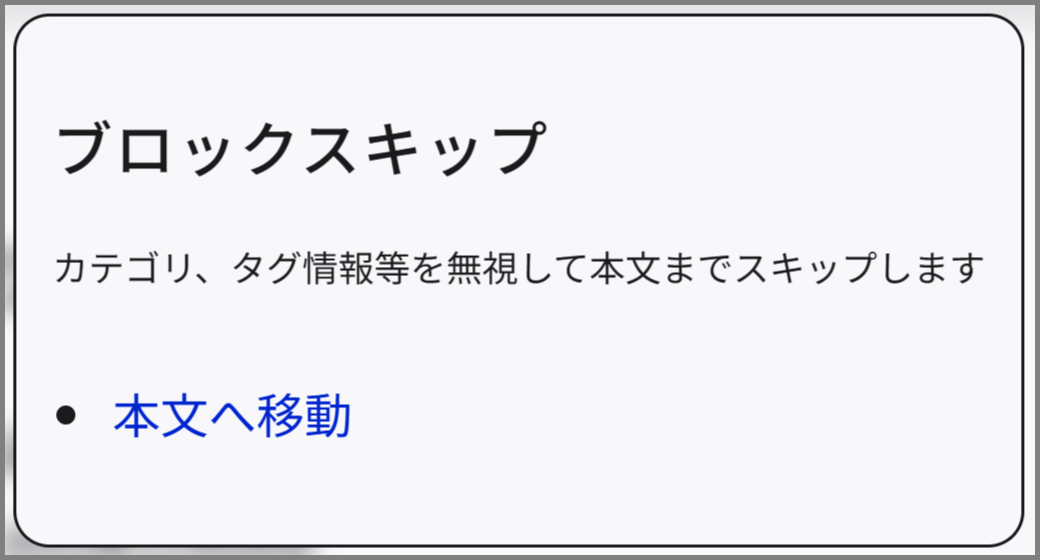 ブロックスキップ
カテゴリ、タグ情報等を無視して本文までスキップします
本文へ移動